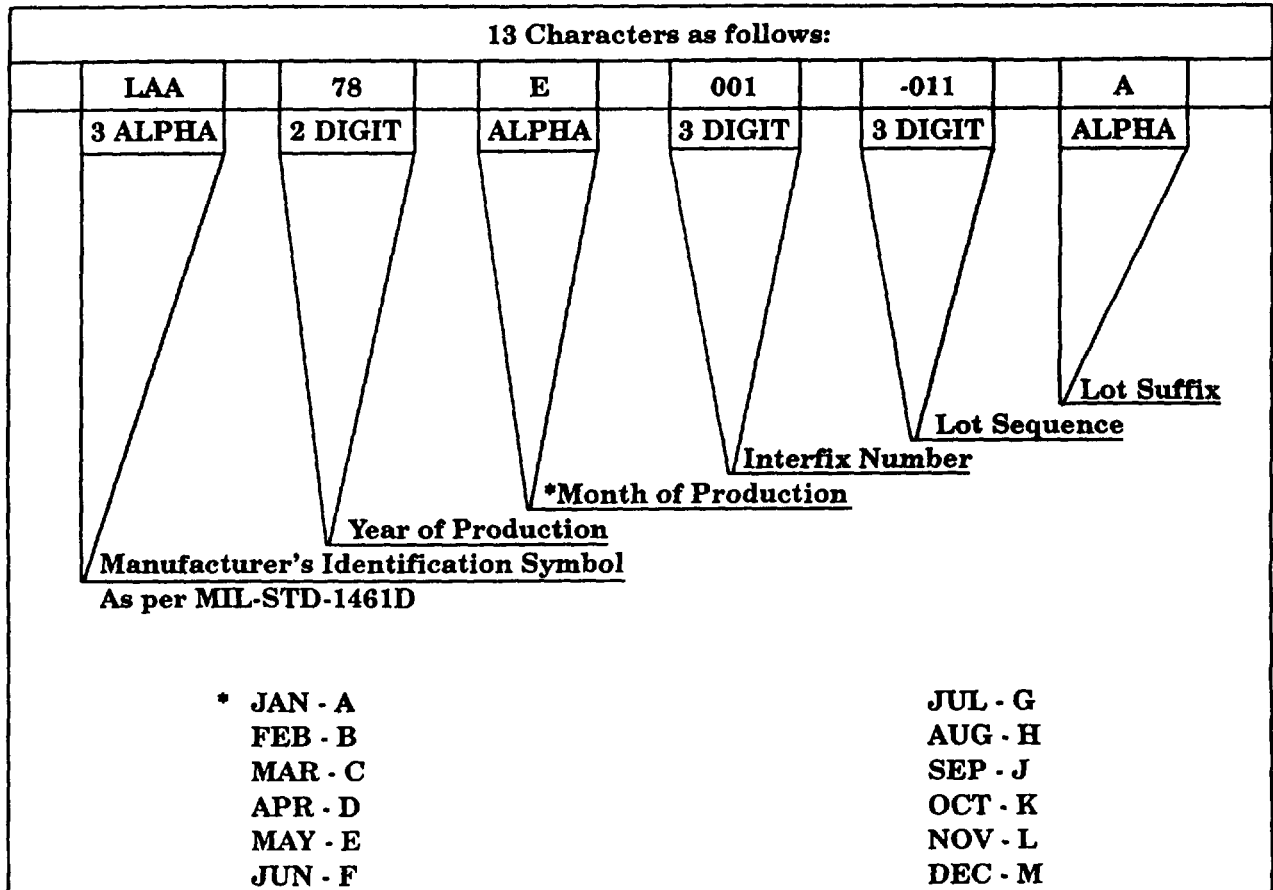 13 Characters as follows:
LAA 78 E 001 -011 A
3 ALPHA 2 DIGIT ALPHA 3 DIGIT 3 DIGIT ALPHA
Lot Suffix
Lot Sequence
Interfix Number
*Month of Production
Year of Production
Manufacturer's Identification Symbol
As per MIL-STD-1461D
* JAN - A JUL - G
FEB - B AUG - H
MAR - C SEP - J
APR - D OCT - K
MAY - E NOV - L
JUN - F DEC - M